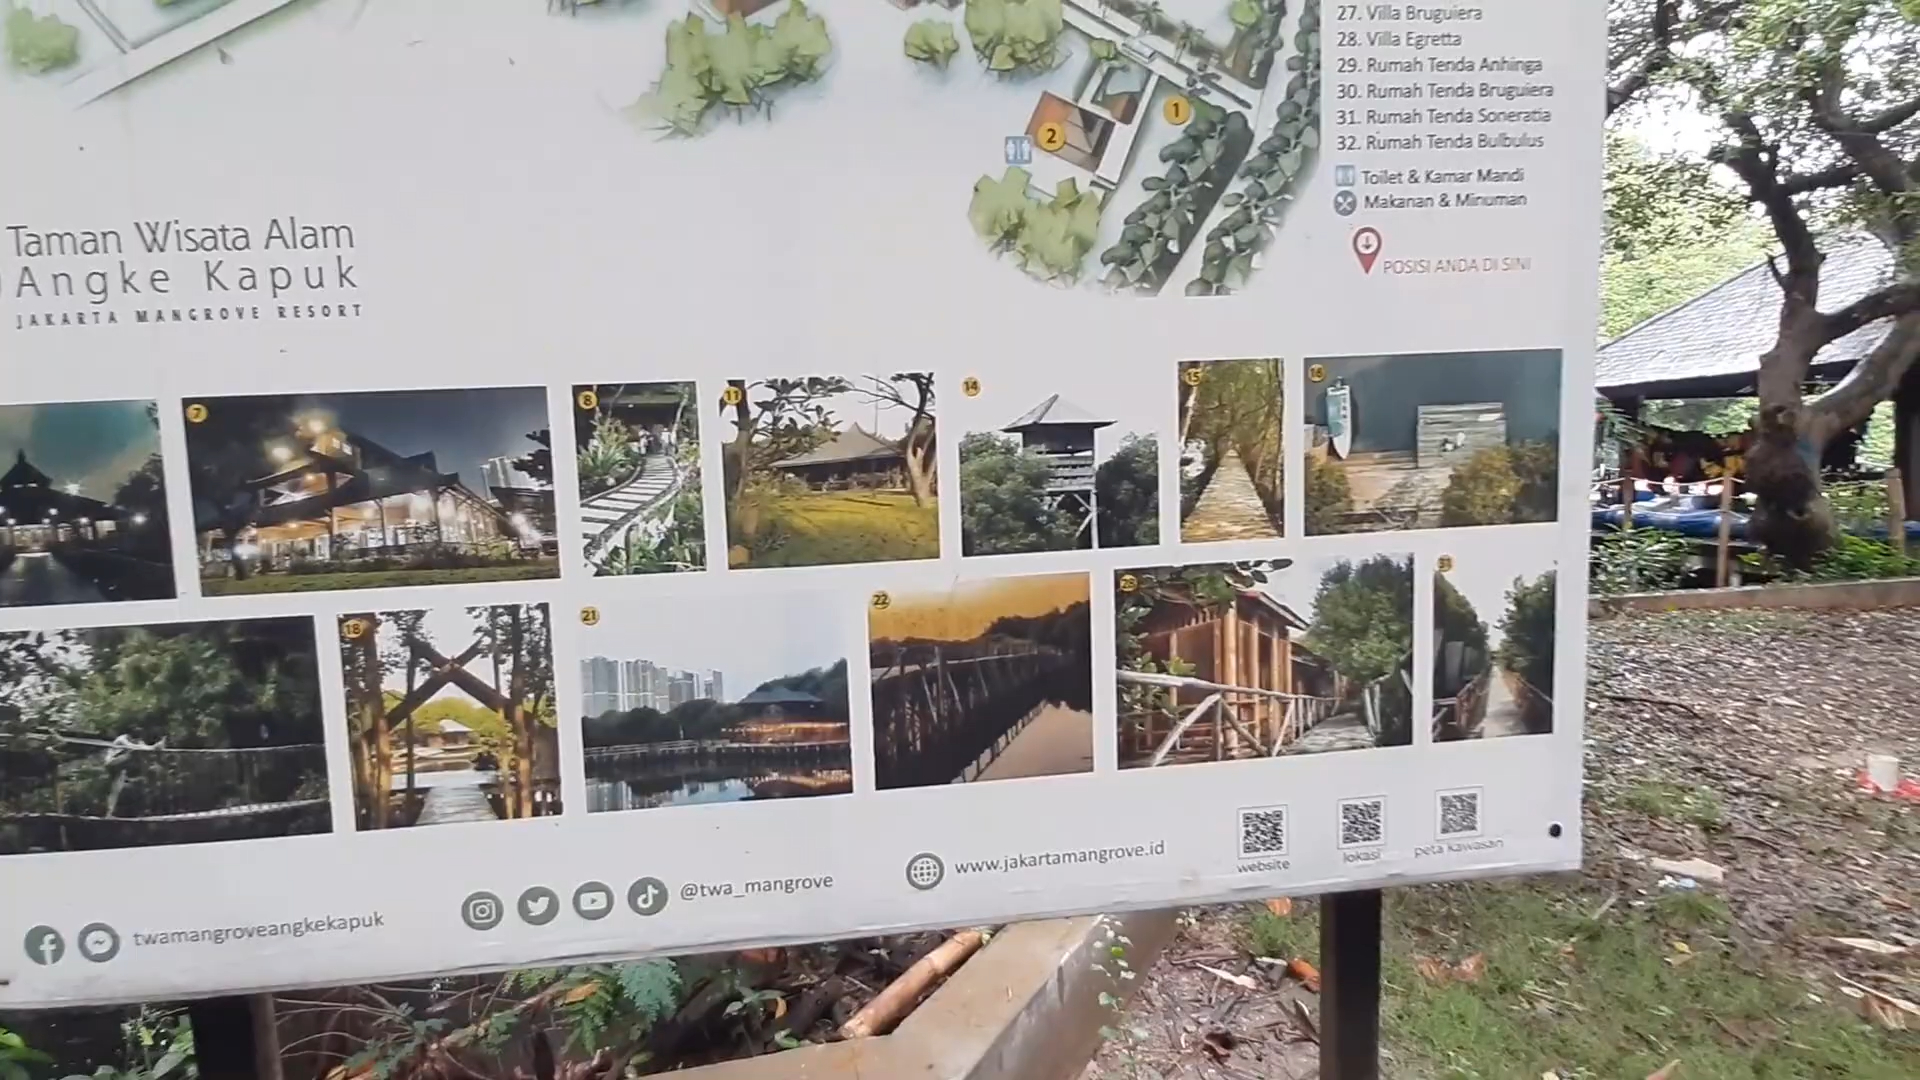 27. Villa Bruguiera
28. Villa Egretta
29. Rumah Tenda Anhinga
30. Rumah Tenda Bruguiera
31. Rumah Tenda Soneratia
32. Rumah Tenda Bulbulus
Toilet & Kamar Mandi
Makanan & Minuman
POSISI ANDA DI SINI
1
2
Taman Wisata Alam
Angke Kapuk
JAKARTA MANGROVE RESORT
7
8
11
14
15
16
18
21
22
twamangroveangkekapuk
@twa_mangrove
www.jakartamangrove.id
website
lokasi
peta kawasan